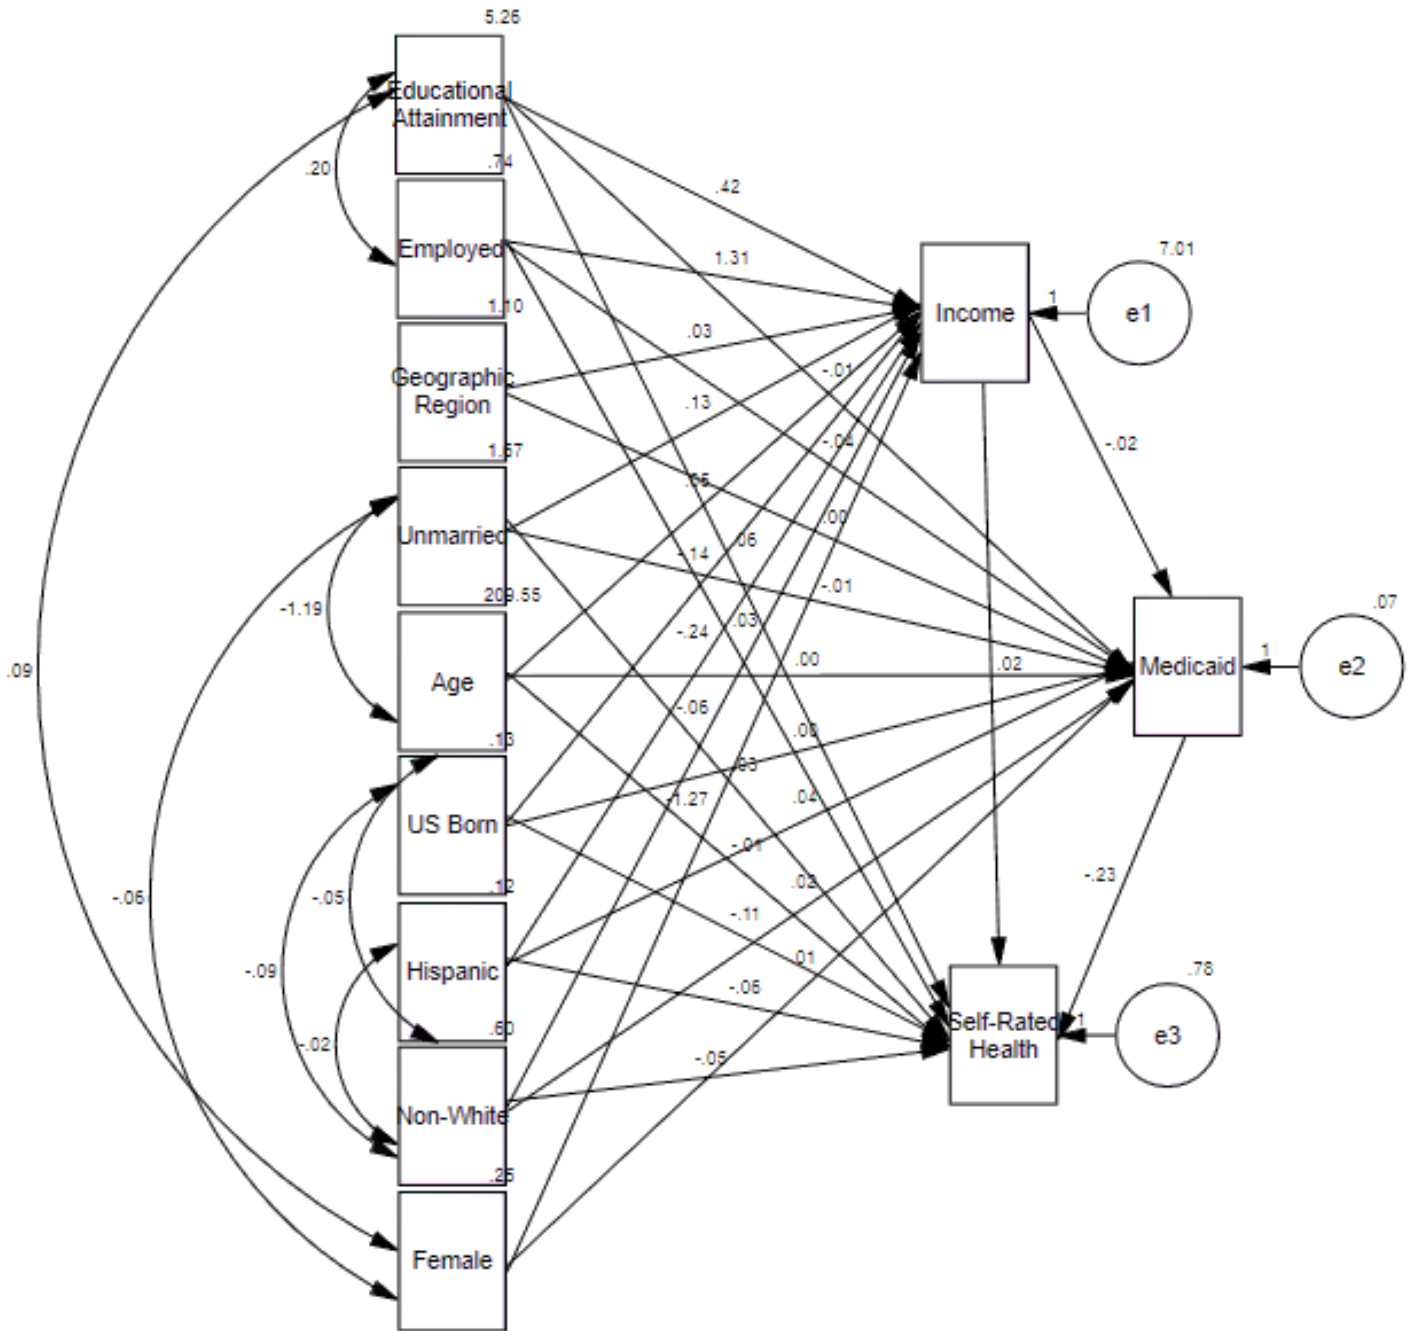 5.26
Educational
Attainment
.74
.20
.42
Employed
1.31
7.01
1.10
Income
1
e1
.03
Geographic
Region
-.01
.13
1.57
-.04
-.02
.05
.00
Unmarried
.06
-.14
-.01
209.55
-1.19
.07
.03
-.24
.00
.02
1
.09
Medicaid
e2
Age
-.06
.00
.13
.03
-1.27
.04
US Born
-.01
-.23
.02
.12
-.05
-.06
-.11
.01
-.09
Hispanic
.78
-.06
.60
Self-Rated
1
-.02
e3
Health
-.05
Non-White
.25
Female